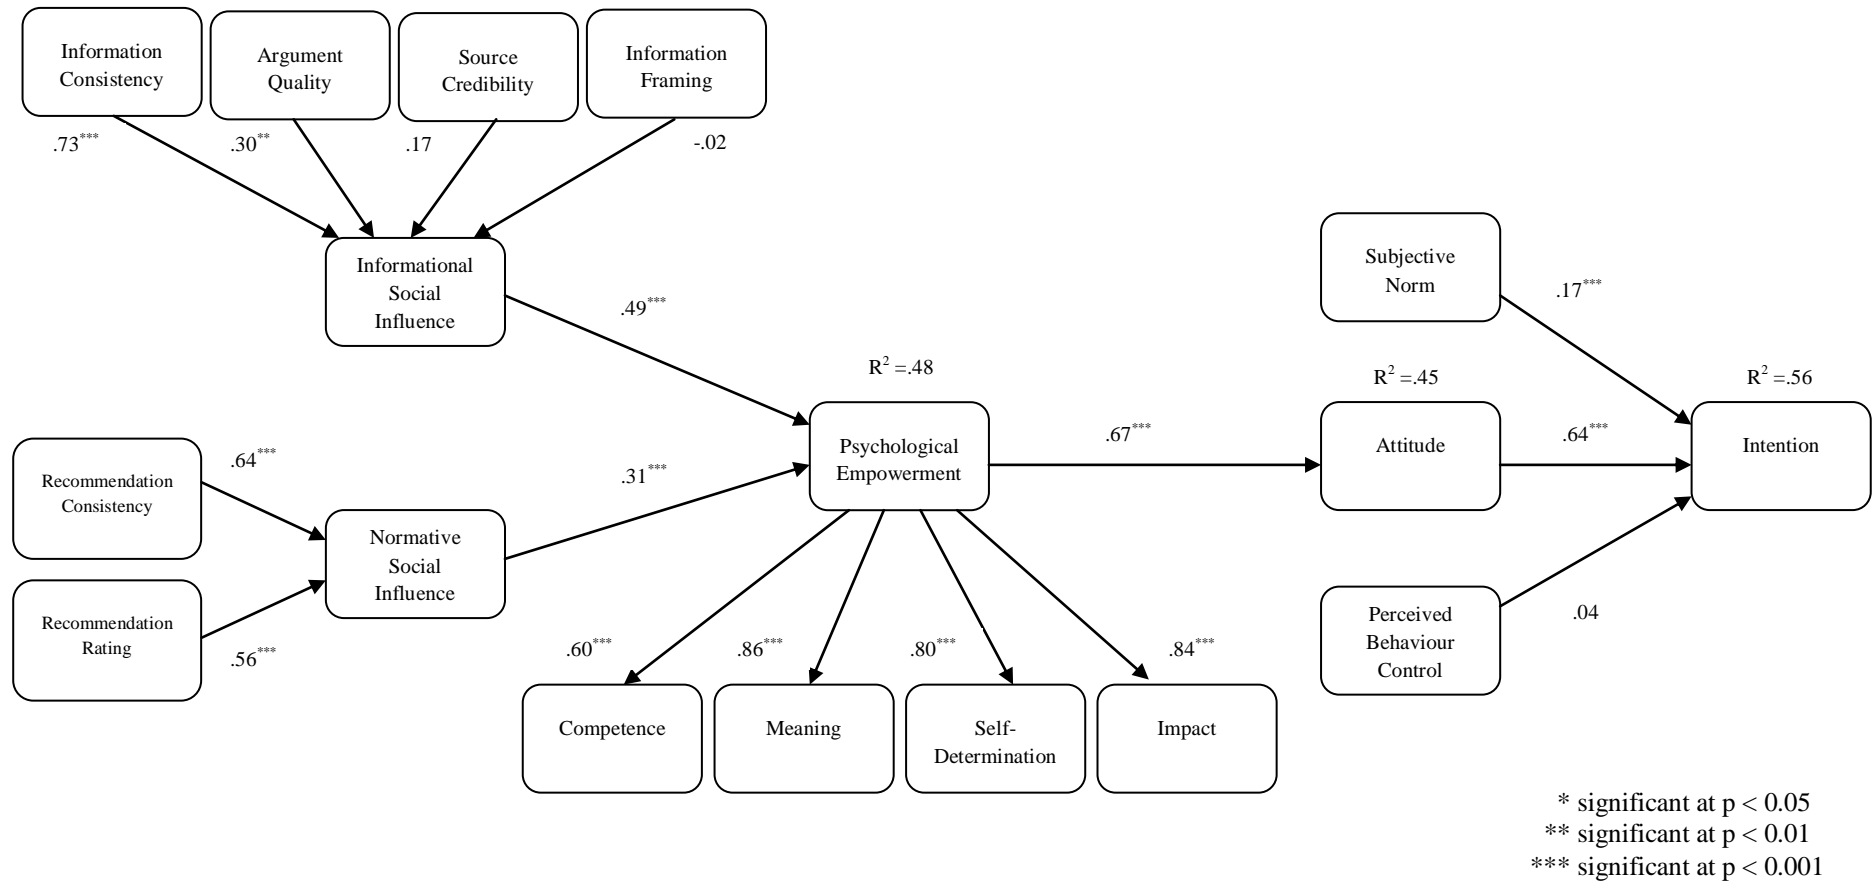 Information
Consistency
Argument
Quality
Source
Credibility
Information
Framing
.73***
.30**
.17
-.02
Informational
Social
Influence
.49***
Subjective
Norm
.17***
R² =.48
R² =.45
R² =.56
Recommendation
Consistency
.64***
Normative
Social
Influence
.31***
Psychological
Empowerment
.67***
Attitude
.64***
Intention
Recommendation
Rating
.56***
.60***
.86***
.80***
.84***
Perceived
Behaviour
Control
.04
Competence
Meaning
Self-
Determination
Impact
* significant at p < 0.05
** significant at p < 0.01
*** significant at p < 0.001